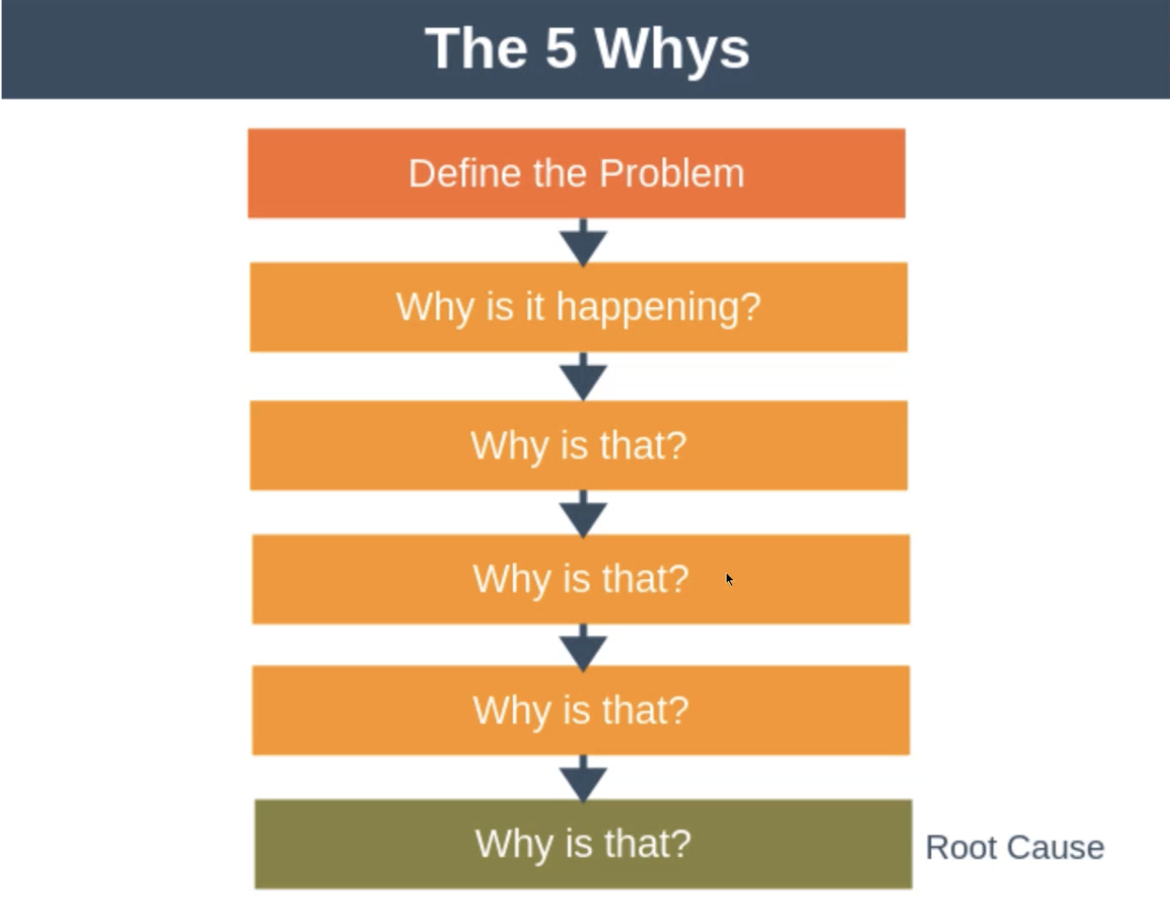 The 5 Whys
Define the Problem
Why is it happening?
Why is that?
Why is that?
Why is that?
Why is that?
Root Cause